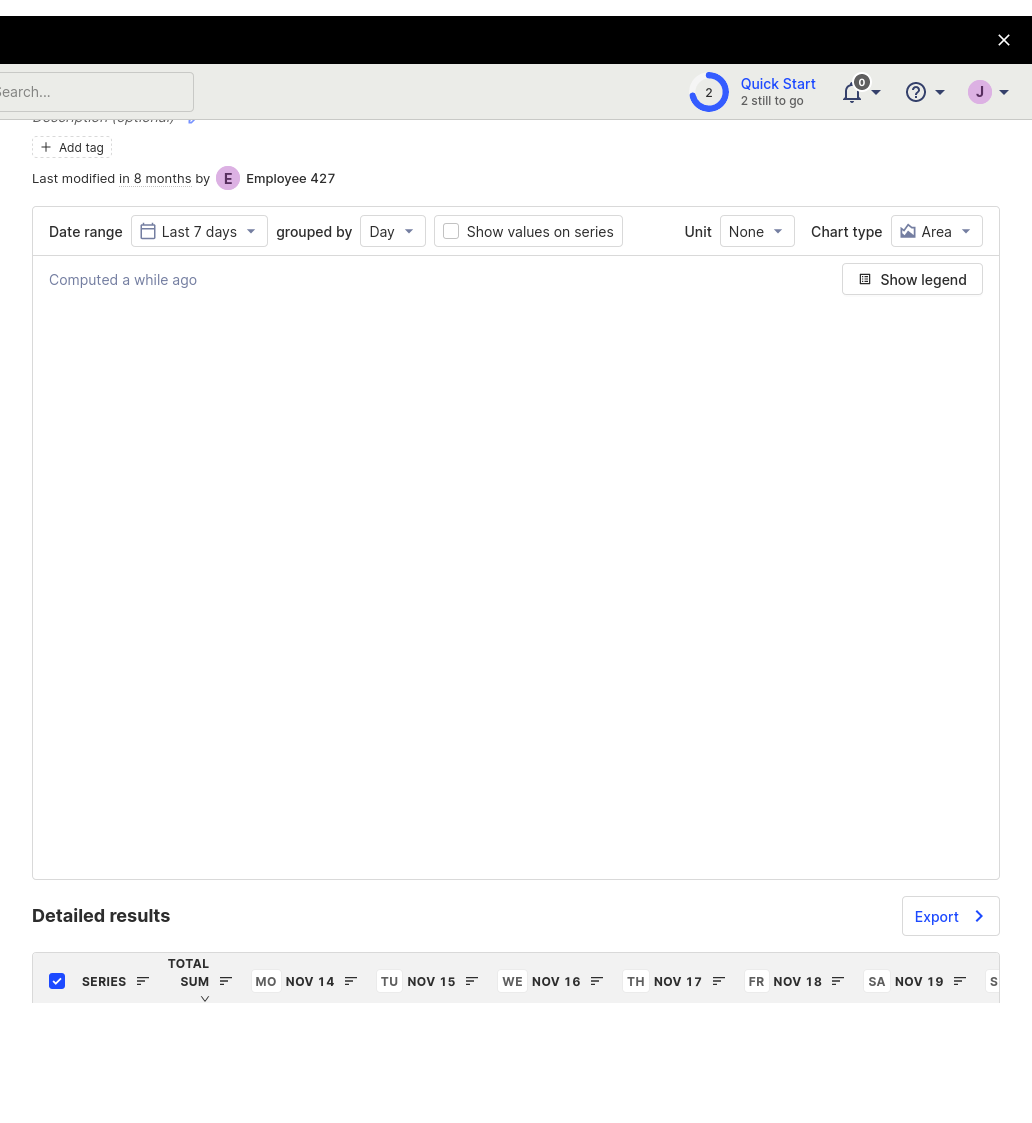 Search...
2
Quick Start
2 still to go
0
J
Description (optional)
Add tag
Last modified in 8 months by E Employee 427
Date range Last 7 days grouped by Day Show values on series Unit None Chart type Area
Computed a while ago
Show legend
Detailed results
Export
SERIES TOTAL SUM MO NOV 14 TU NOV 15 WE NOV 16 TH NOV 17 FR NOV 18 SA NOV 19 S